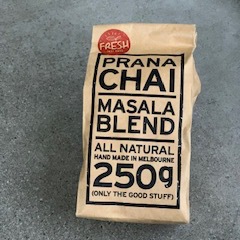 FRESH
PRANA
CHAI
MASALA
BLEND
ALL NATURAL
HAND MADE IN MELBOURNE
250g
(ONLY THE GOOD STUFF)